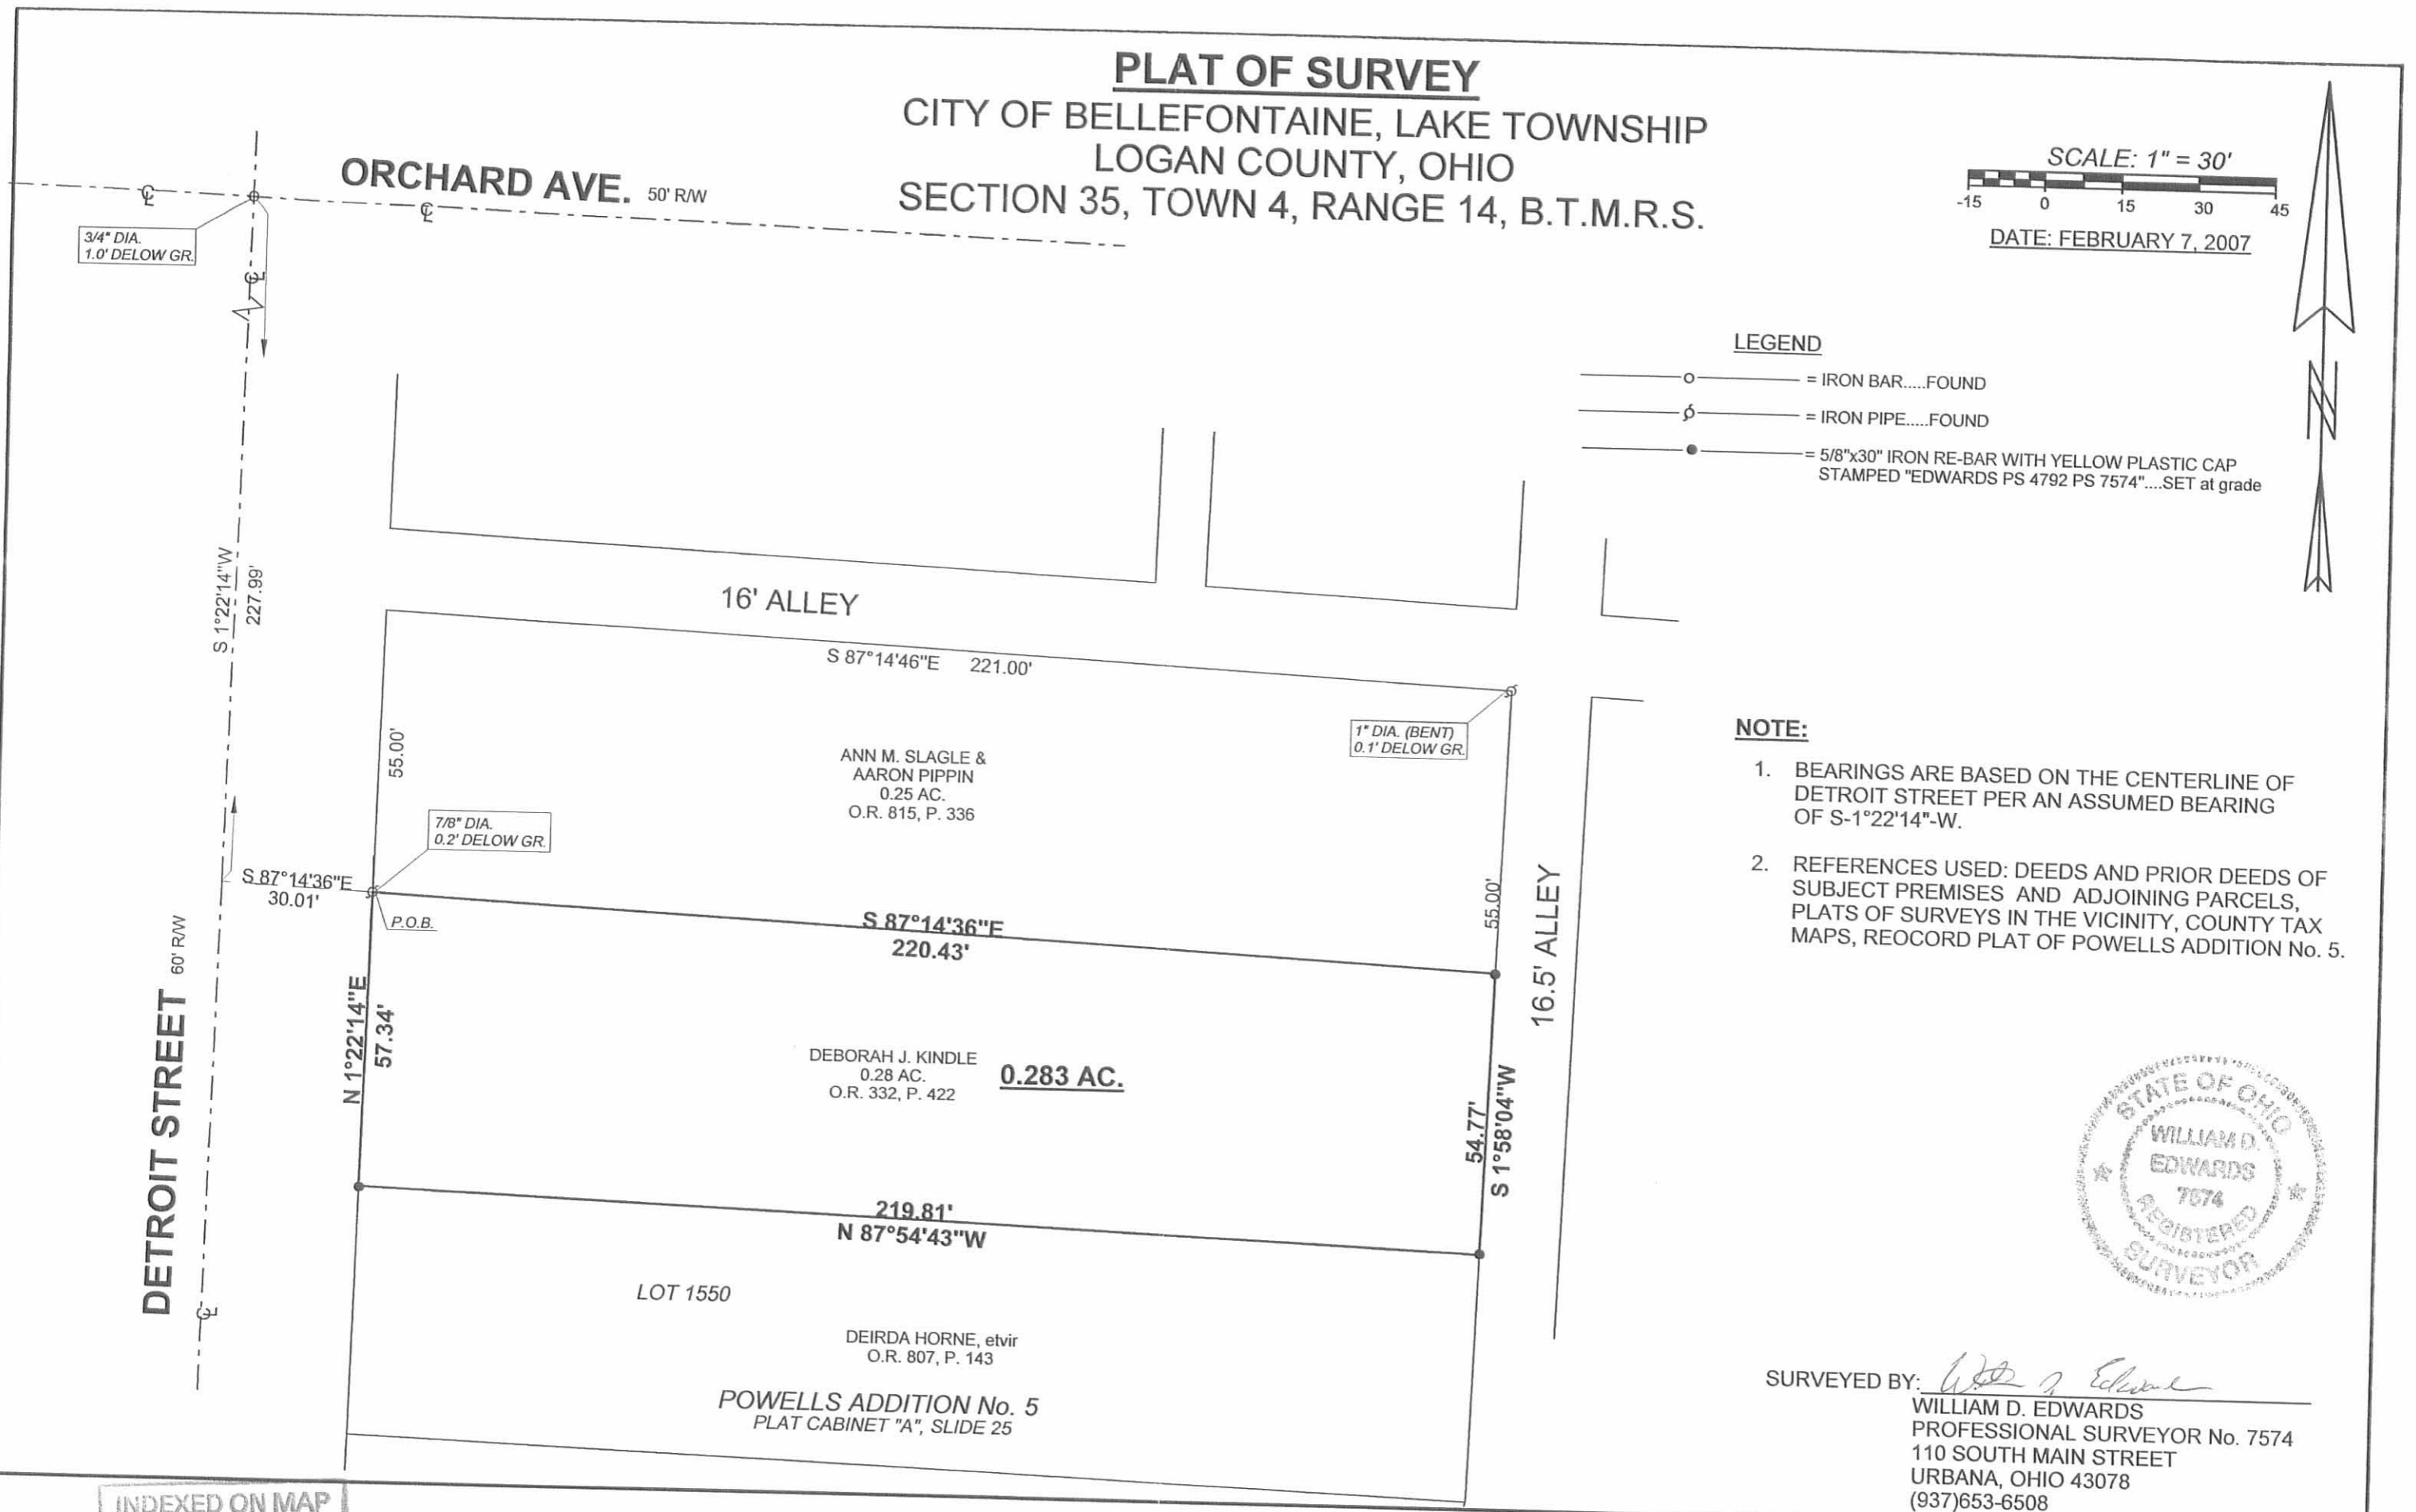 PLAT OF SURVEY
CITY OF BELLEFONTAINE, LAKE TOWNSHIP
LOGAN COUNTY, OHIO
SECTION 35, TOWN 4, RANGE 14, B.T.M.R.S.
SCALE: 1" = 30'
-15 0 15 30 45
DATE: FEBRUARY 7, 2007
ORCHARD AVE. 50' R/W
3/4" DIA.
1.0' DELOW GR.
LEGEND
= IRON BAR.....FOUND
= IRON PIPE.....FOUND
= 5/8"x30" IRON RE-BAR WITH YELLOW PLASTIC CAP
STAMPED "EDWARDS PS 4792 PS 7574"....SET at grade
N
S 1°22'14"W
227.99'
16' ALLEY
S 87°14'46"E 221.00'
55.00'
ANN M. SLAGLE &
AARON PIPPIN
0.25 AC.
O.R. 815, P. 336
1" DIA. (BENT)
0.1' DELOW GR.
7/8" DIA.
0.2' DELOW GR.
S 87°14'36"E
30.01'
P.O.B.
S 87°14'36"E
220.43'
55.00'
16.5' ALLEY
NOTE:
1. BEARINGS ARE BASED ON THE CENTERLINE OF
DETROIT STREET PER AN ASSUMED BEARING
OF S-1°22'14"-W.
2. REFERENCES USED: DEEDS AND PRIOR DEEDS OF
SUBJECT PREMISES AND ADJOINING PARCELS,
PLATS OF SURVEYS IN THE VICINITY, COUNTY TAX
MAPS, REOCORD PLAT OF POWELLS ADDITION No. 5.
DETROIT STREET 60' R/W
N 1°22'14"E
57.34'
DEBORAH J. KINDLE
0.28 AC.
O.R. 332, P. 422
0.283 AC.
54.77'
S 1°58'04"W
219.81'
N 87°54'43"W
LOT 1550
DEIRDA HORNE, etvir
O.R. 807, P. 143
POWELLS ADDITION No. 5
PLAT CABINET "A", SLIDE 25
STATE OF OHIO
WILLIAM D.
EDWARDS
7574
REGISTERED
SURVEYOR
SURVEYED BY:
WILLIAM D. EDWARDS
PROFESSIONAL SURVEYOR No. 7574
110 SOUTH MAIN STREET
URBANA, OHIO 43078
(937)653-6508
INDEXED ON MAP